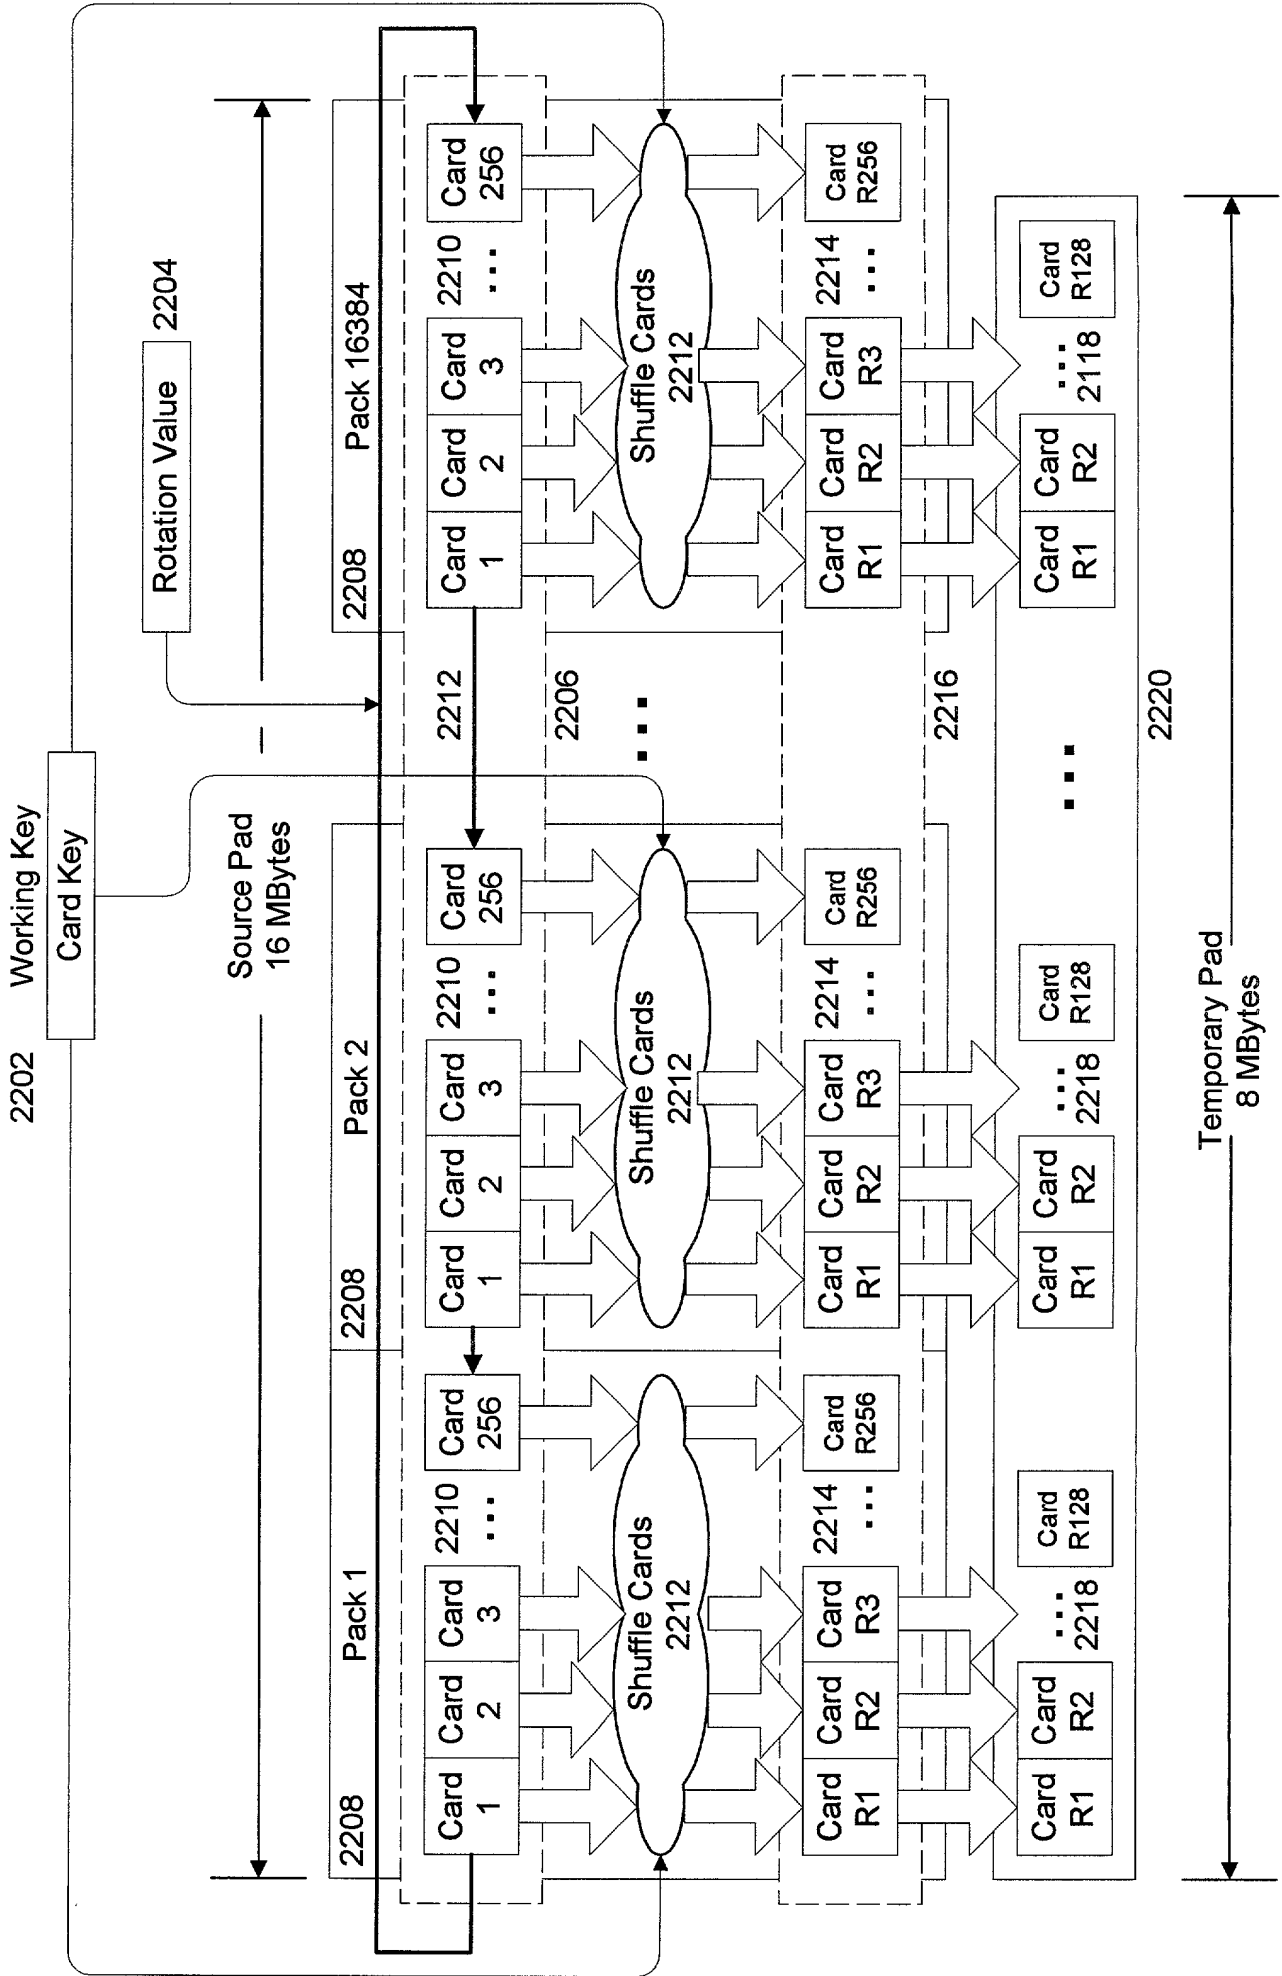 2202
Working Key
Card Key
Rotation Value
2204
Source Pad
16 MBytes
2208
Pack 1
2208
Pack 2
2208
Pack 16384
2212
Card
1
Card
2
Card
3
2210
...
Card
256
Card
1
Card
2
Card
3
2210
...
Card
256
Card
1
Card
2
Card
3
2210
...
Card
256
2206
...
Shuffle Cards
2212
Shuffle Cards
2212
Shuffle Cards
2212
Card
R1
Card
R2
Card
R3
2214
...
Card
R256
Card
R1
Card
R2
Card
R3
2214
...
Card
R256
Card
R1
Card
R2
Card
R3
2214
...
Card
R256
2216
Card
R1
Card
R2
...
2218
Card
R128
Card
R1
Card
R2
...
2218
Card
R128
...
Card
R1
Card
R2
...
2118
Card
R128
2220
Temporary Pad
8 MBytes